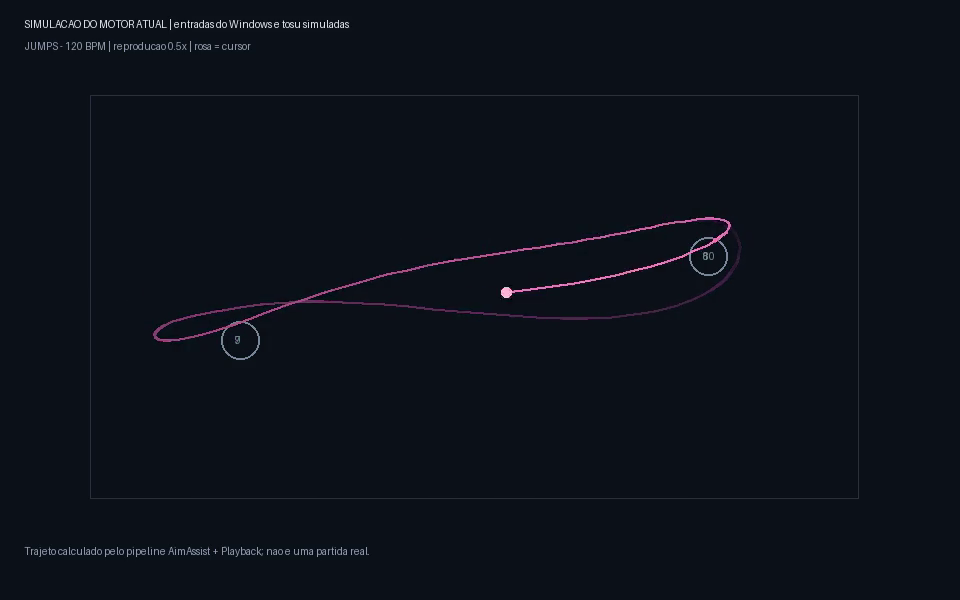 SIMULACAO DO MOTOR ATUAL | entradas do Windows e tosu simuladas
JUMPS - 120 BPM | reproducao 0.5x | rosa = cursor
Trajeto calculado pelo pipeline AimAssist + Playback; nao e uma partida real.